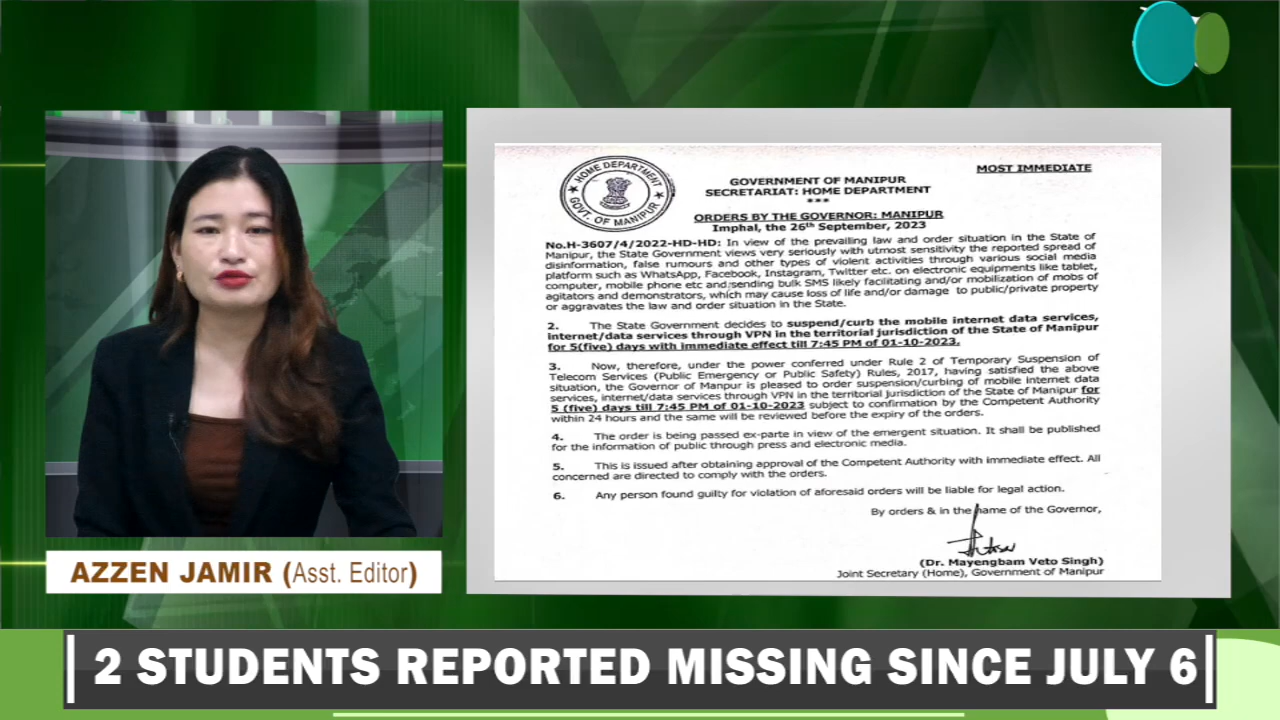 HOME DEPARTMENT
GOVT. OF MANIPUR
MOST IMMEDIATE
GOVERNMENT OF MANIPUR
SECRETARIAT: HOME DEPARTMENT
***
ORDERS BY THE GOVERNOR: MANIPUR
Imphal, the 26th September, 2023
No.H-3607/4/2022-HD-HD: In view of the prevailing law and order situation in the State of
Manipur, the State Government views very seriously with utmost sensitivity the reported spread of
disinformation, false rumours and other types of violent activities through various social media
platform such as WhatsApp, Facebook, Instagram, Twitter etc. on electronic equipments like tablet,
computer, mobile phone etc and sending bulk SMS likely facilitating and/or mobilization of mobs of
agitators and demonstrators, which may cause loss of life and/or damage to public/private property
or aggravates the law and order situation in the State.
2. The State Government decides to suspend/curb the mobile internet data services,
internet/data services through VPN in the territorial jurisdiction of the State of Manipur
for 5(five) days with immediate effect till 7:45 PM of 01-10-2023.
3. Now, therefore, under the power conferred under Rule 2 of Temporary Suspension of
Telecom Services (Public Emergency or Public Safety) Rules, 2017, having satisfied the above
situation, the Governor of Manpur is pleased to order suspension/curbing of mobile internet data
services, internet/data services through VPN in the territorial jurisdiction of the State of Manipur for
5 (five) days till 7:45 PM of 01-10-2023 subject to confirmation by the Competent Authority
within 24 hours and the same will be reviewed before the expiry of the orders.
4. The order is being passed ex-parte in view of the emergent situation. It shall be published
for the information of public through press and electronic media.
5. This is issued after obtaining approval of the Competent Authority with immediate effect. All
concerned are directed to comply with the orders.
6. Any person found guilty for violation of aforesaid orders will be liable for legal action.
By orders & in the name of the Governor,
(Dr. Mayengbam Veto Singh)
Joint Secretary (Home), Government of Manipur
AZZEN JAMIR (Asst. Editor)
2 STUDENTS REPORTED MISSING SINCE JULY 6